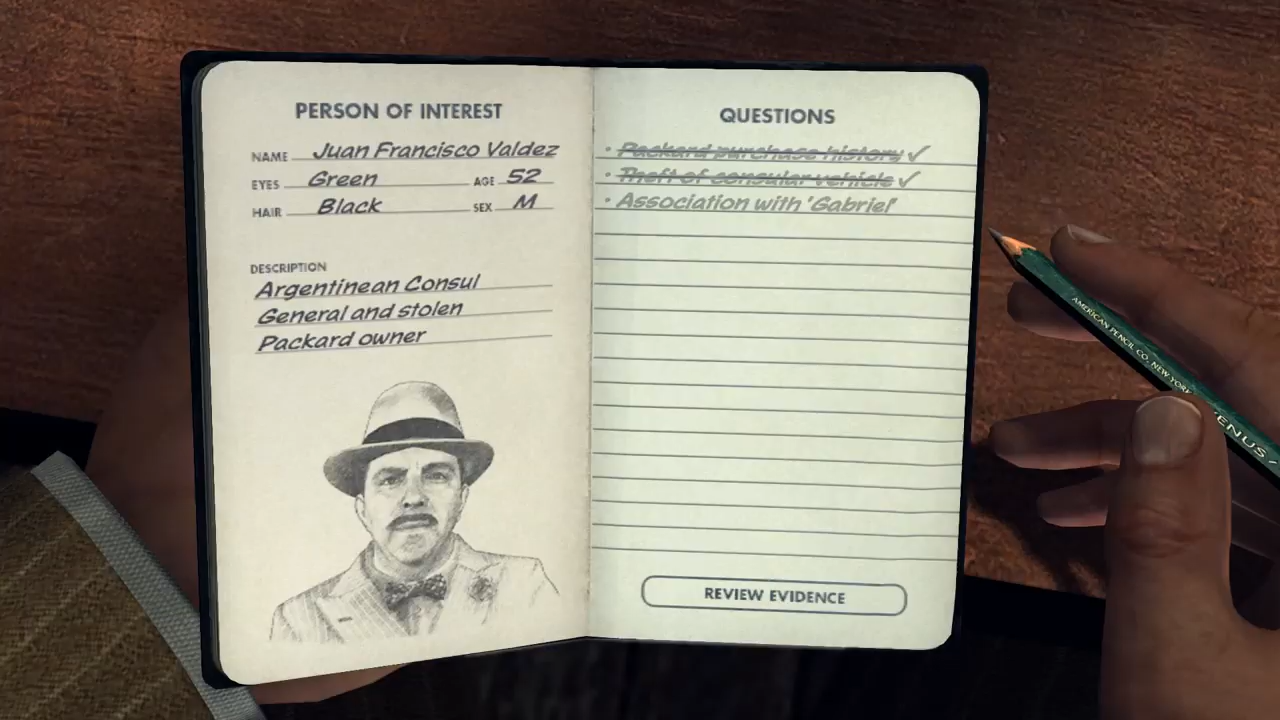 PERSON OF INTEREST
NAME Juan Francisco Valdez
EYES Green AGE 52
HAIR Black SEX M
DESCRIPTION
Argentinean Consul
General and stolen
Packard owner
QUESTIONS
• Packard purchase history ✓
• Theft of consular vehicle ✓
• Association with 'Gabriel'
REVIEW EVIDENCE
AMERICAN PENCIL CO. NEW YORK
VENUS